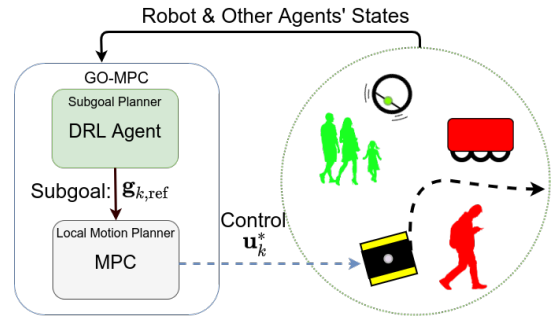 Robot & Other Agents' States
GO-MPC
Subgoal Planner
DRL Agent
Subgoal: g_{k,ref}
Local Motion Planner
MPC
Control
u_k^*